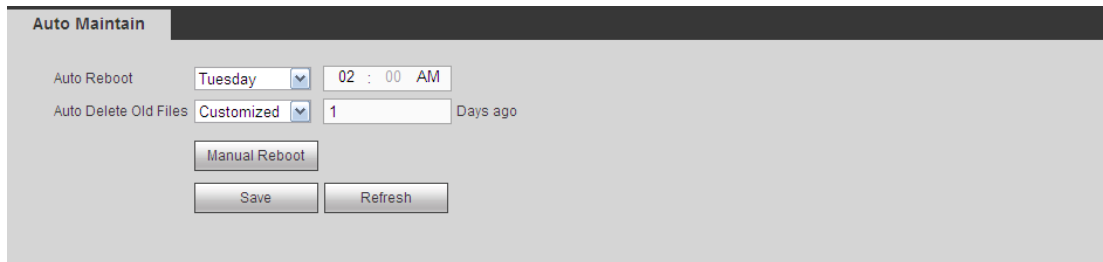 Auto Maintain
Auto Reboot Tuesday 02 : 00 AM
Auto Delete Old Files Customized 1 Days ago
Manual Reboot
Save Refresh